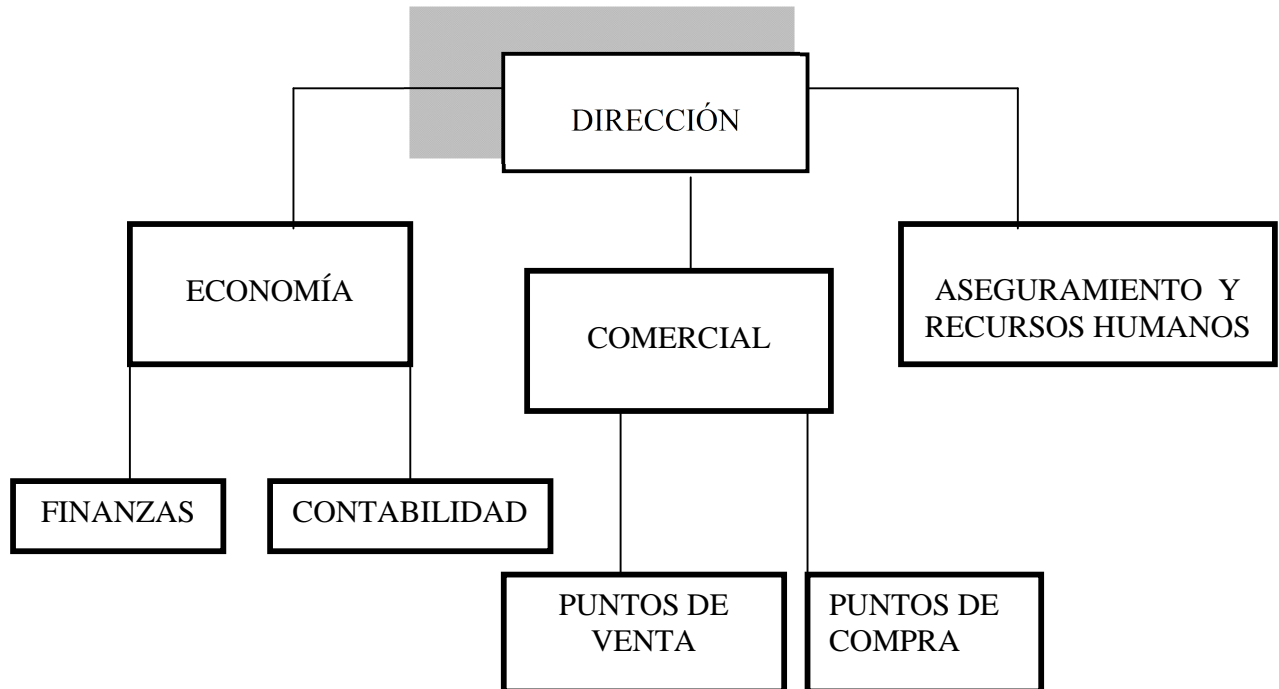 DIRECCIÓN
ECONOMÍA
COMERCIAL
ASEGURAMIENTO Y
RECURSOS HUMANOS
FINANZAS
CONTABILIDAD
PUNTOS DE
VENTA
PUNTOS DE
COMPRA